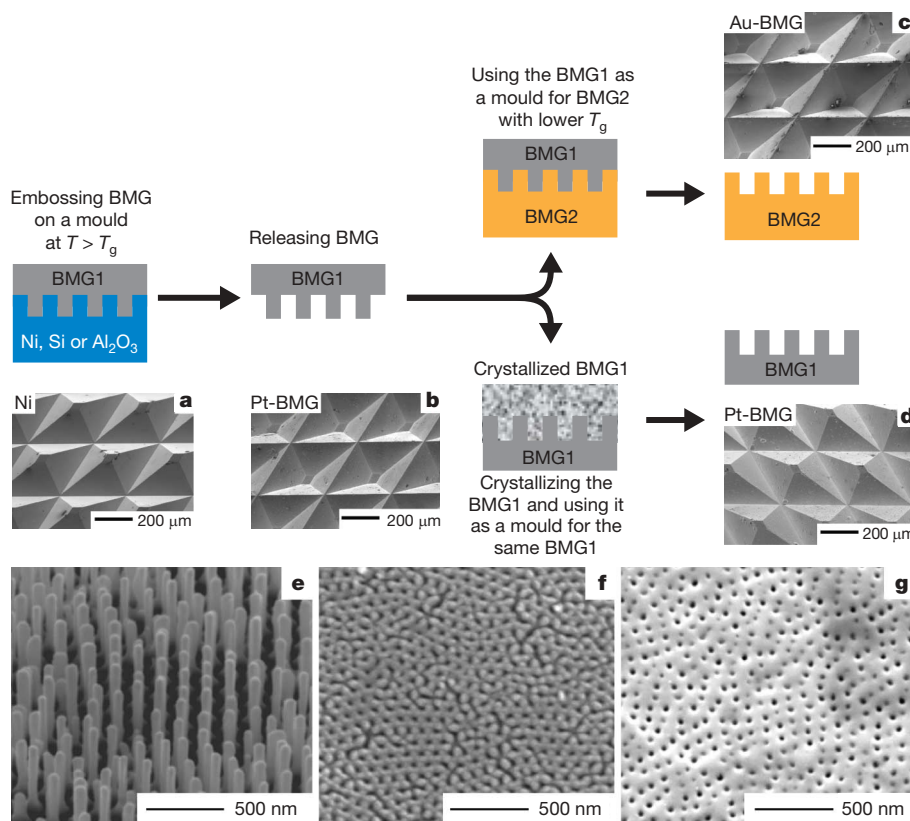 Au-BMG
c
200 μm
Using the BMG1 as
a mould for BMG2
with lower Tg
BMG1
BMG2
BMG2
Embossing BMG
on a mould
at T > Tg
BMG1
Ni, Si or Al₂O₃
Releasing BMG
BMG1
Crystallized BMG1
BMG1
Crystallizing the
BMG1 and using it
as a mould for the
same BMG1
BMG1
Ni
a
200 μm
Pt-BMG
b
200 μm
Pt-BMG
d
200 μm
e
500 nm
f
500 nm
g
500 nm